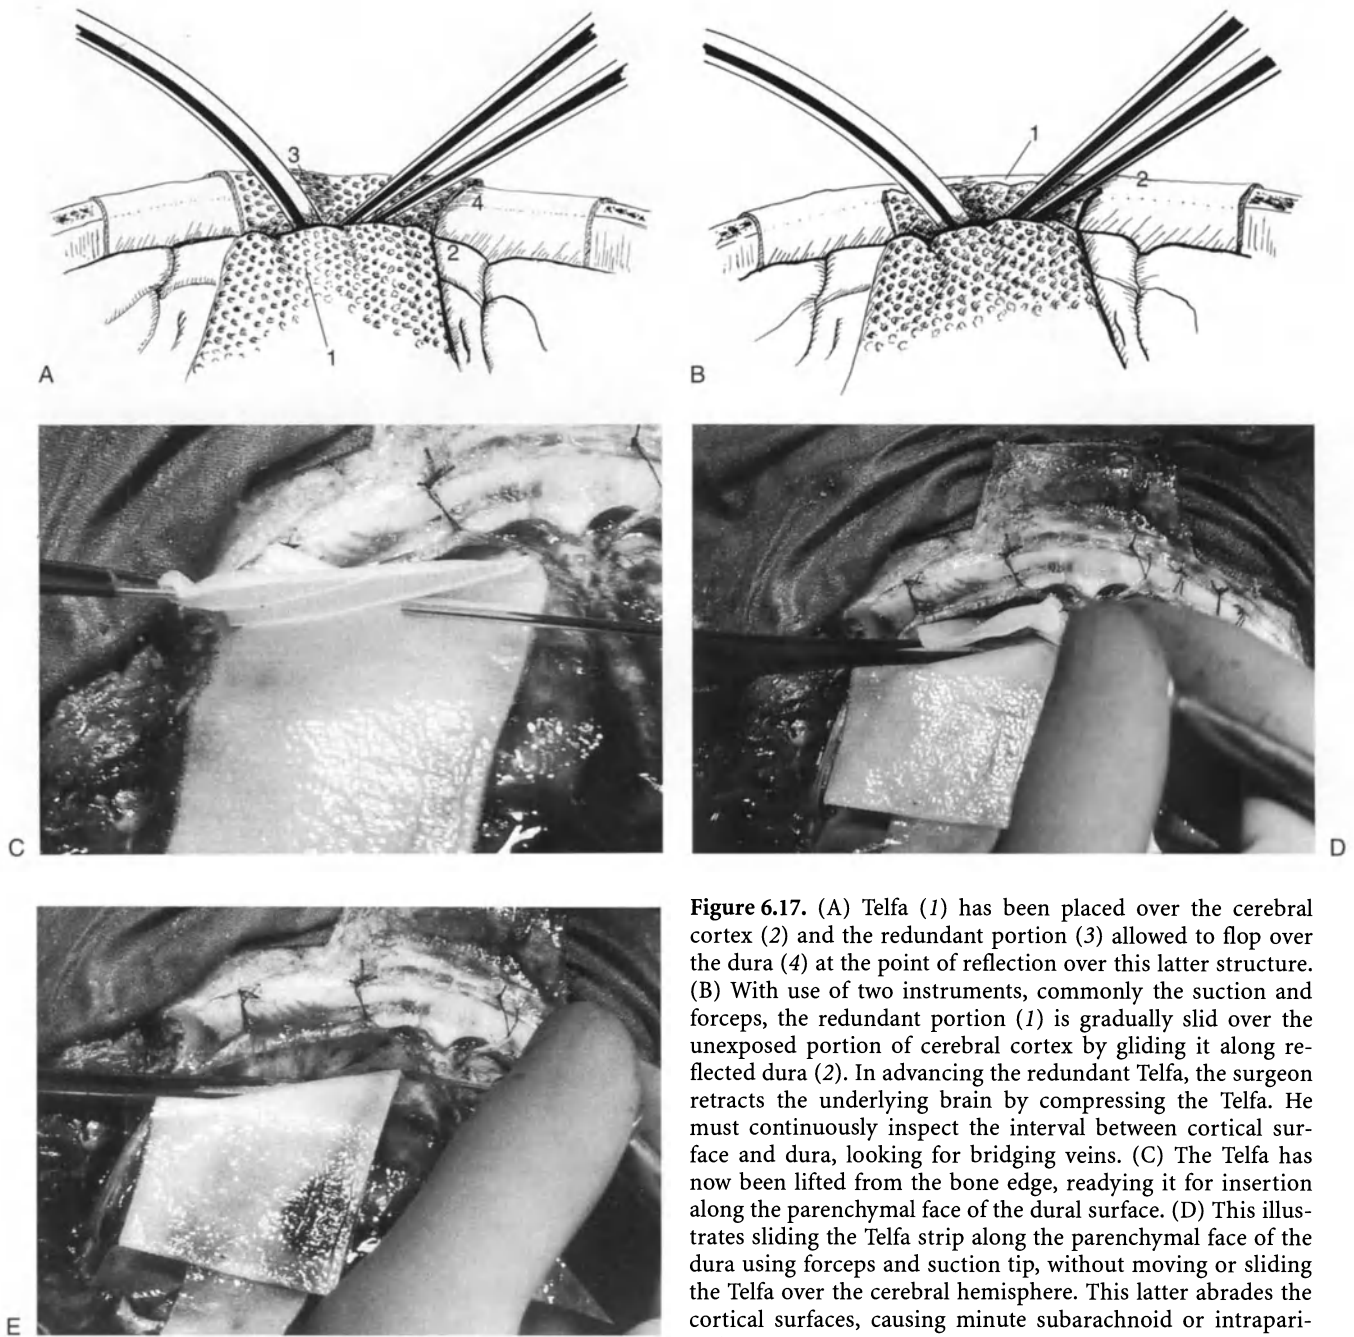 3
4
2
1
A
1
2
B
C
D
E
Figure 6.17. (A) Telfa (1) has been placed over the cerebral
cortex (2) and the redundant portion (3) allowed to flop over
the dura (4) at the point of reflection over this latter structure.
(B) With use of two instruments, commonly the suction and
forceps, the redundant portion (1) is gradually slid over the
unexposed portion of cerebral cortex by gliding it along re-
flected dura (2). In advancing the redundant Telfa, the surgeon
retracts the underlying brain by compressing the Telfa. He
must continuously inspect the interval between cortical sur-
face and dura, looking for bridging veins. (C) The Telfa has
now been lifted from the bone edge, readying it for insertion
along the parenchymal face of the dural surface. (D) This illus-
trates sliding the Telfa strip along the parenchymal face of the
dura using forceps and suction tip, without moving or sliding
the Telfa over the cerebral hemisphere. This latter abrades the
cortical surfaces, causing minute subarachnoid or intrapari-